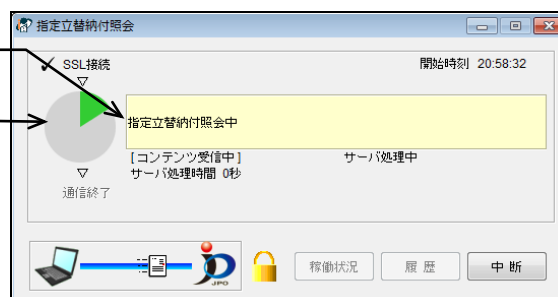 指定立替納付照会
SSL接続
開始時刻 20:58:32
指定立替納付照会中
[コンテンツ受信中] サーバ処理中
サーバ処理時間 0秒
通信終了
JPO
稼働状況 履歴 中断